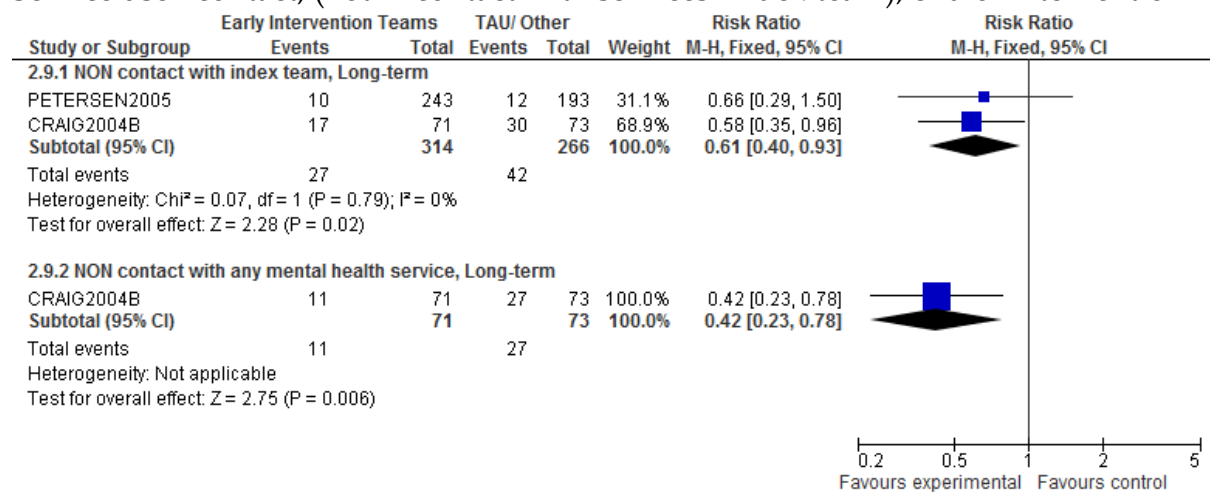 Early Intervention Teams TAU/ Other Risk Ratio Risk Ratio
Study or Subgroup Events Total Events Total Weight M-H, Fixed, 95% CI M-H, Fixed, 95% CI
2.9.1 NON contact with index team, Long-term
PETERSEN2005 10 243 12 193 31.1% 0.66 [0.29, 1.50]
CRAIG2004B 17 71 30 73 68.9% 0.58 [0.35, 0.96]
Subtotal (95% CI) 314 266 100.0% 0.61 [0.40, 0.93]
Total events 27 42
Heterogeneity: Chi² = 0.07, df = 1 (P = 0.79); I² = 0%
Test for overall effect: Z = 2.28 (P = 0.02)
2.9.2 NON contact with any mental health service, Long-term
CRAIG2004B 11 71 27 73 100.0% 0.42 [0.23, 0.78]
Subtotal (95% CI) 71 73 100.0% 0.42 [0.23, 0.78]
Total events 11 27
Heterogeneity: Not applicable
Test for overall effect: Z = 2.75 (P = 0.006)
0.2 0.5 1 2 5
Favours experimental Favours control